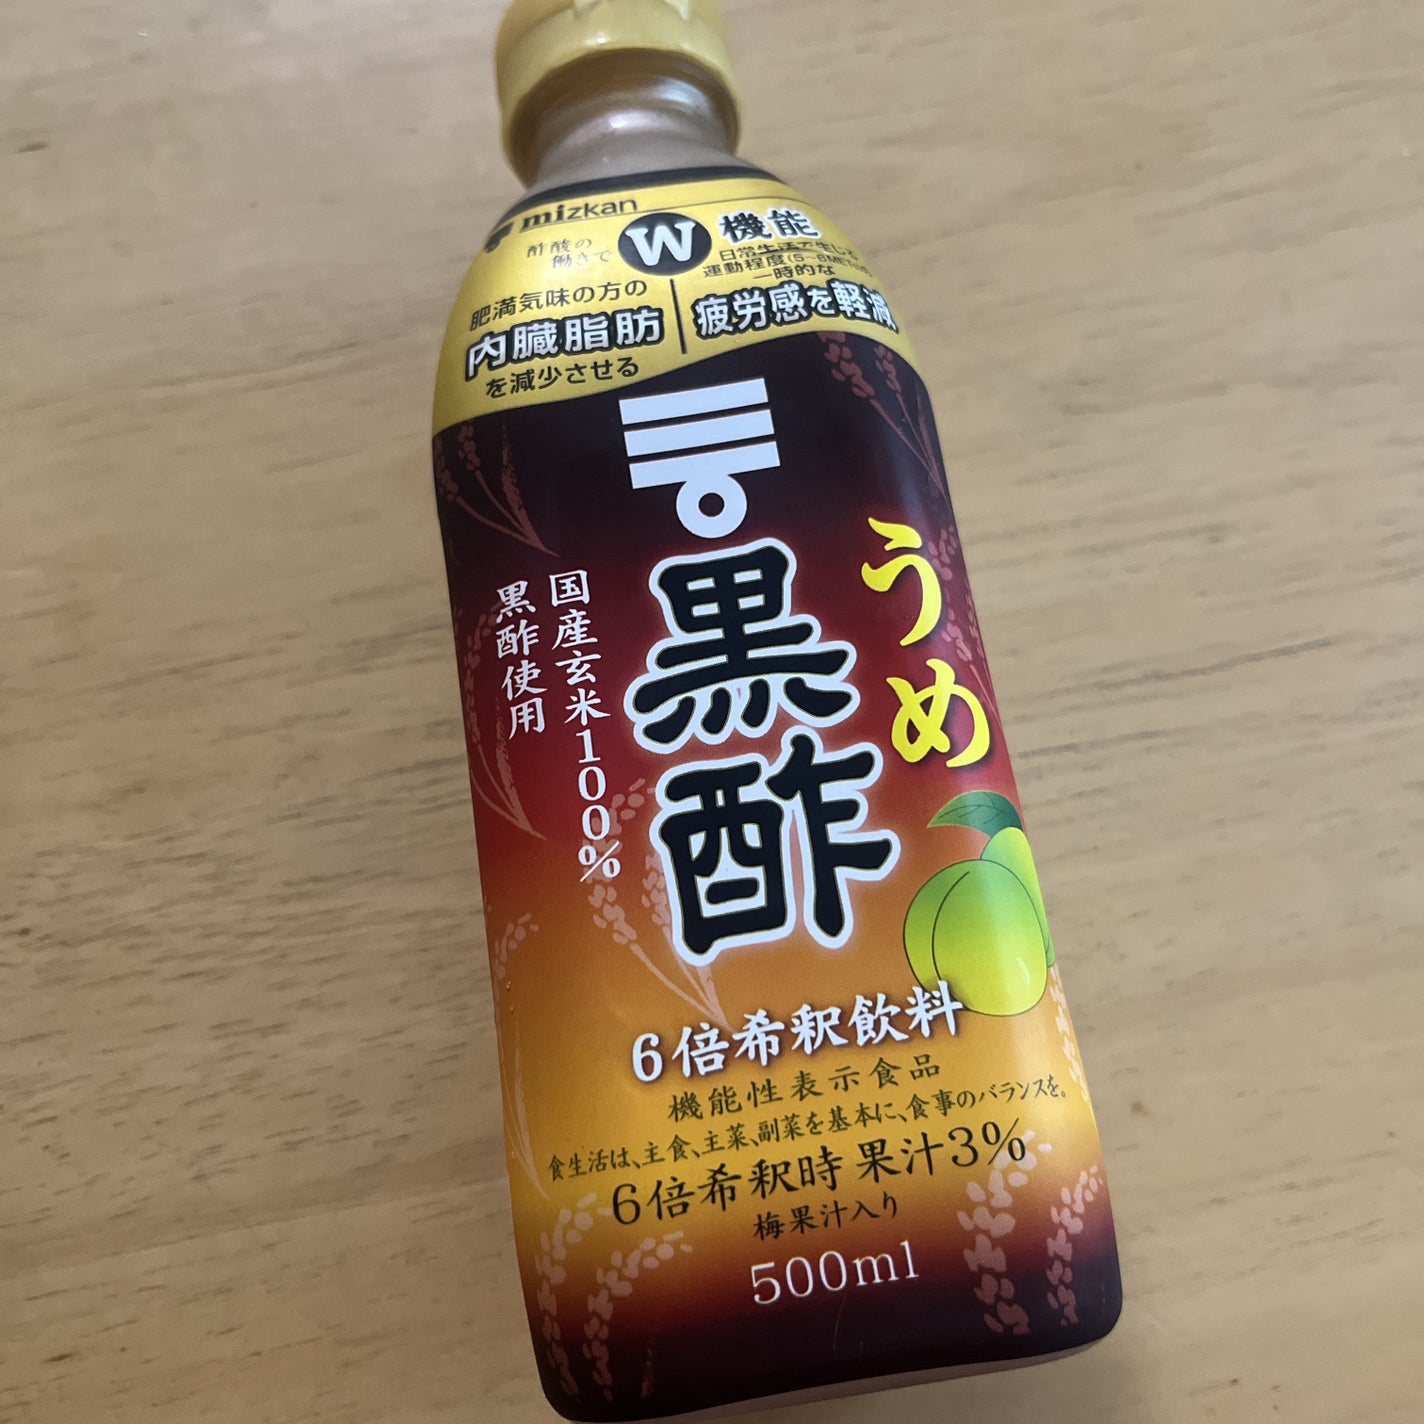 mizkan
酢酸の
働きで
W
機能
肥満気味の方の
内臓脂肪
を減少させる
日常生活で生じる
運動程度(5~6METs)の
一時的な
疲労感を軽減
うめ
黒酢
国産玄米100%
黒酢使用
6倍希釈飲料
機能性表示食品
食生活は、主食、主菜、副菜を基本に、食事のバランスを。
6倍希釈時 果汁3%
梅果汁入り
500ml